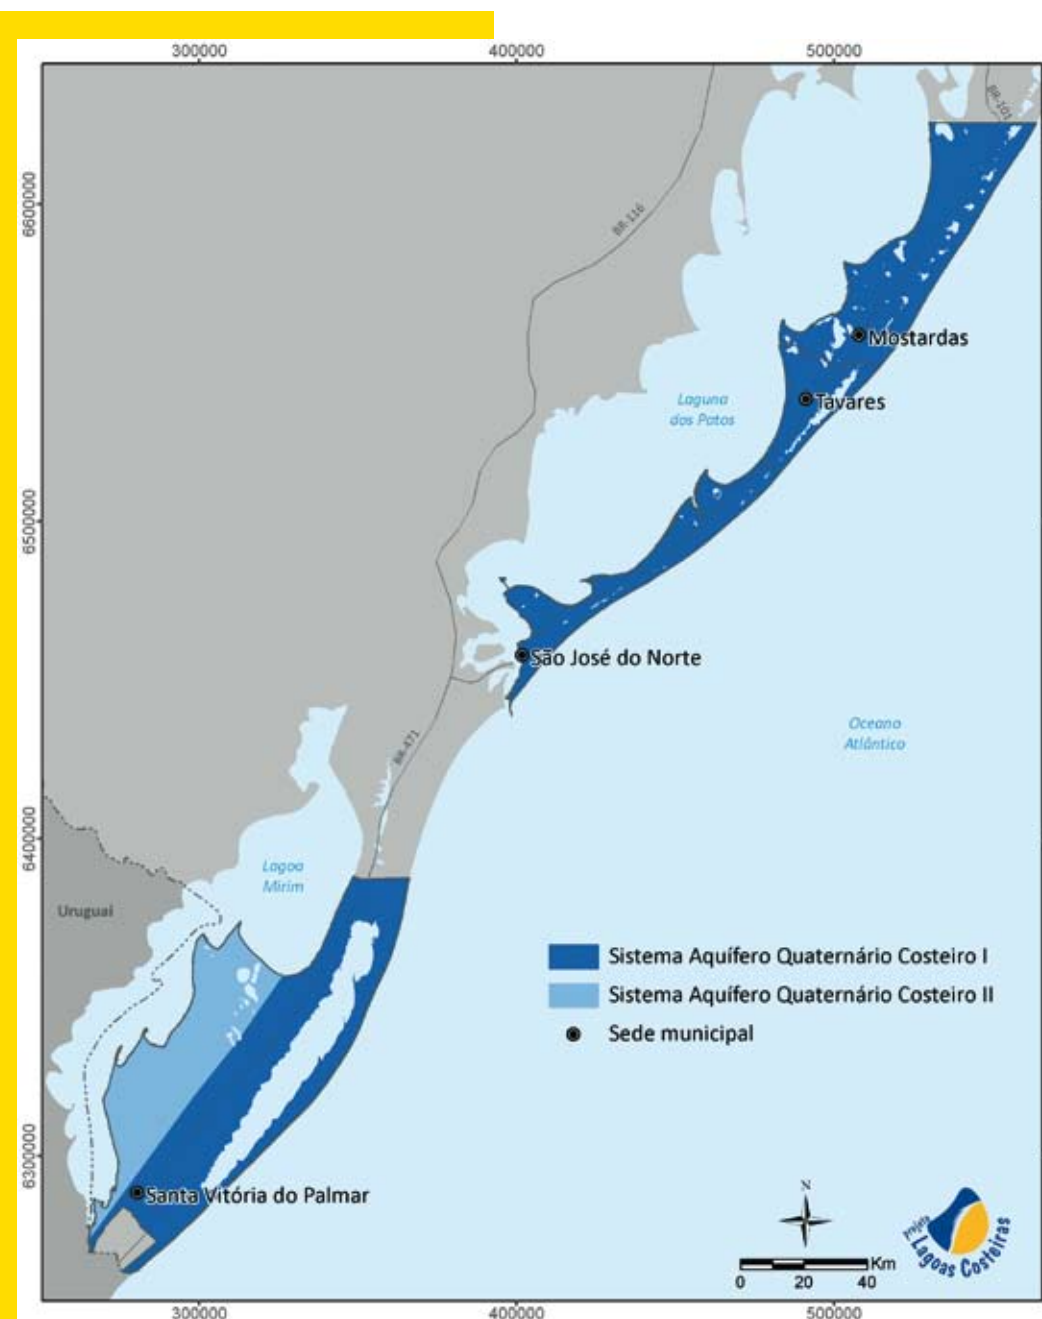 300000
400000
500000
BR-101
6600000
BR-116
Mostardas
Laguna
dos Patos
Tavares
6500000
São José do Norte
Oceano
Atlântico
BR-471
6400000
Lagoa
Mirim
Uruguai
Sistema Aquífero Quaternário Costeiro I
Sistema Aquífero Quaternário Costeiro II
Sede municipal
6300000
Santa Vitória do Palmar
N
Projeto
Lagoas Costeiras
Km
0
20
40
300000
400000
500000